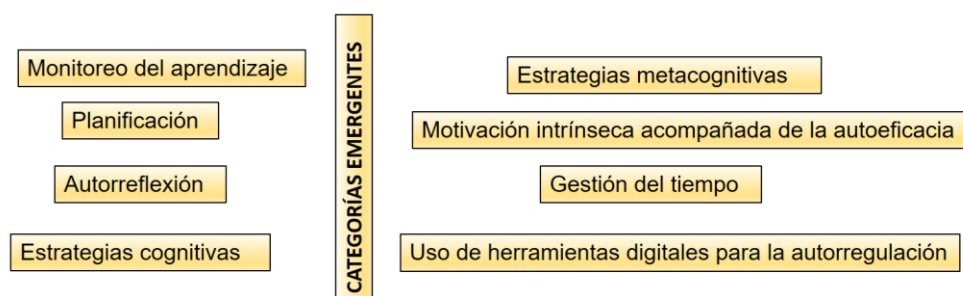 Monitoreo del aprendizaje
Planificación
Autorreflexión
Estrategias cognitivas
CATEGORÍAS EMERGENTES
Estrategias metacognitivas
Motivación intrínseca acompañada de la autoeficacia
Gestión del tiempo
Uso de herramientas digitales para la autorregulación